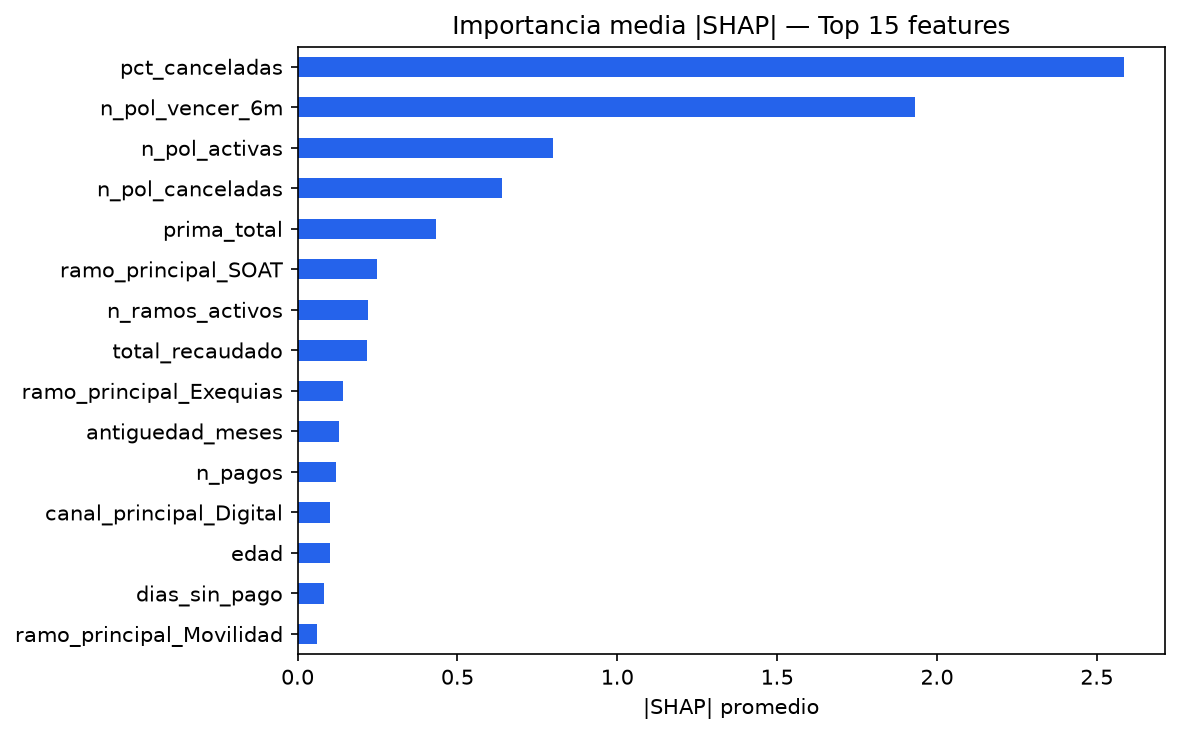 Importancia media |SHAP| — Top 15 features
pct_canceladas
n_pol_vencer_6m
n_pol_activas
n_pol_canceladas
prima_total
ramo_principal_SOAT
n_ramos_activos
total_recaudado
ramo_principal_Exequias
antiguedad_meses
n_pagos
canal_principal_Digital
edad
dias_sin_pago
ramo_principal_Movilidad
0.0 0.5 1.0 1.5 2.0 2.5
|SHAP| promedio